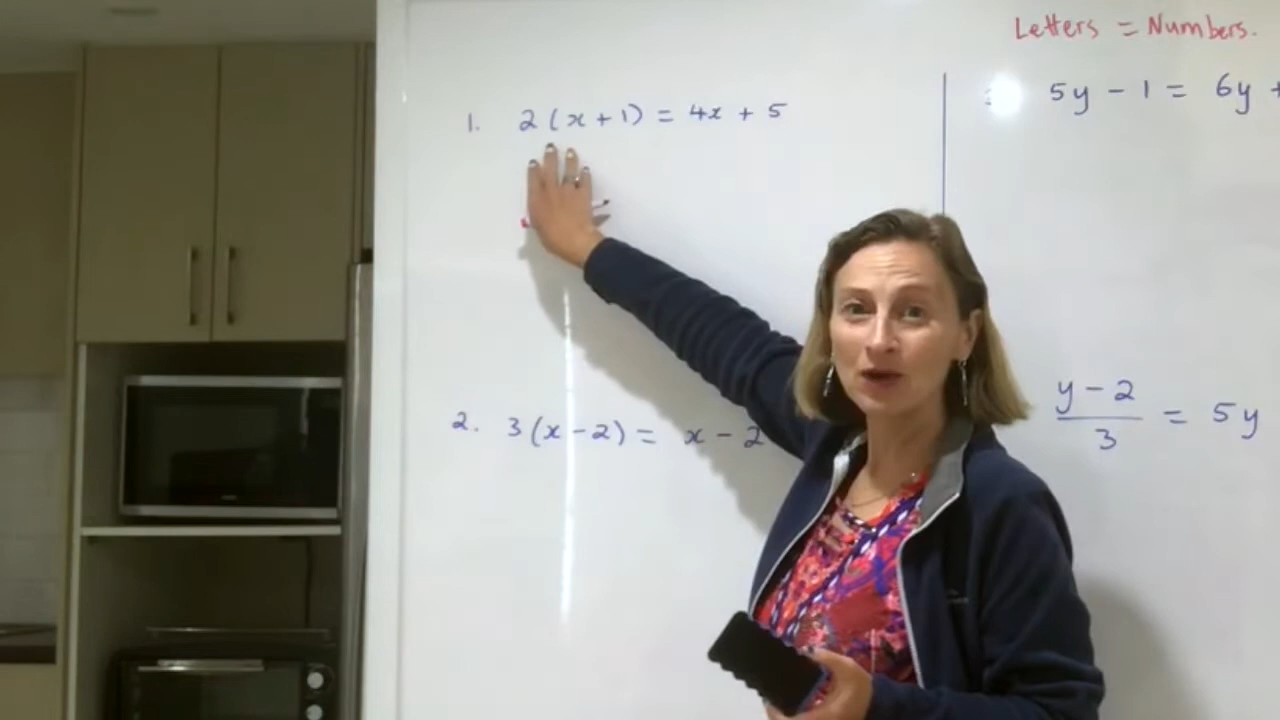 Letters = Numbers.
1. 2(x+1) = 4x + 5
5y - 1 = 6y +
2. 3(x-2) = x - 2
y - 2
3
= 5y